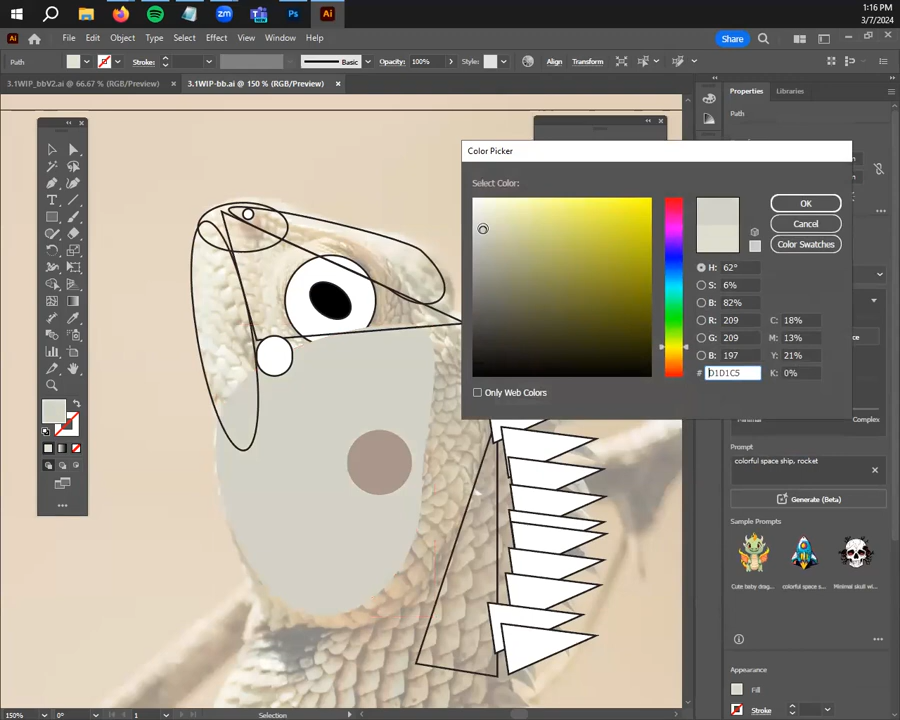 1:16 PM
3/7/2024
zm
Ps
Ai
Ai
File
Edit
Object
Type
Select
Effect
View
Window
Help
Share
Path
Stroke:
Basic
Opacity:
100%
Style:
Align
Transform
3.1WIP_bbV2.ai @ 66.67 % (RGB/Preview)
3.1WIP-bb.ai @ 150 % (RGB/Preview)
Properties
Libraries
Path
Color Picker
Select Color:
OK
Cancel
Color Swatches
H:
62°
S:
6%
B:
82%
R:
209
C:
18%
G:
209
M:
13%
B:
197
Y:
21%
#
D1D1C5
K:
0%
Only Web Colors
Complex
Prompt
colorful space ship, rocket
Generate (Beta)
Sample Prompts
Cute baby drag...
colorful space s...
Minimal skull wi...
Appearance
Fill
Stroke
150%
0°
1
Selection